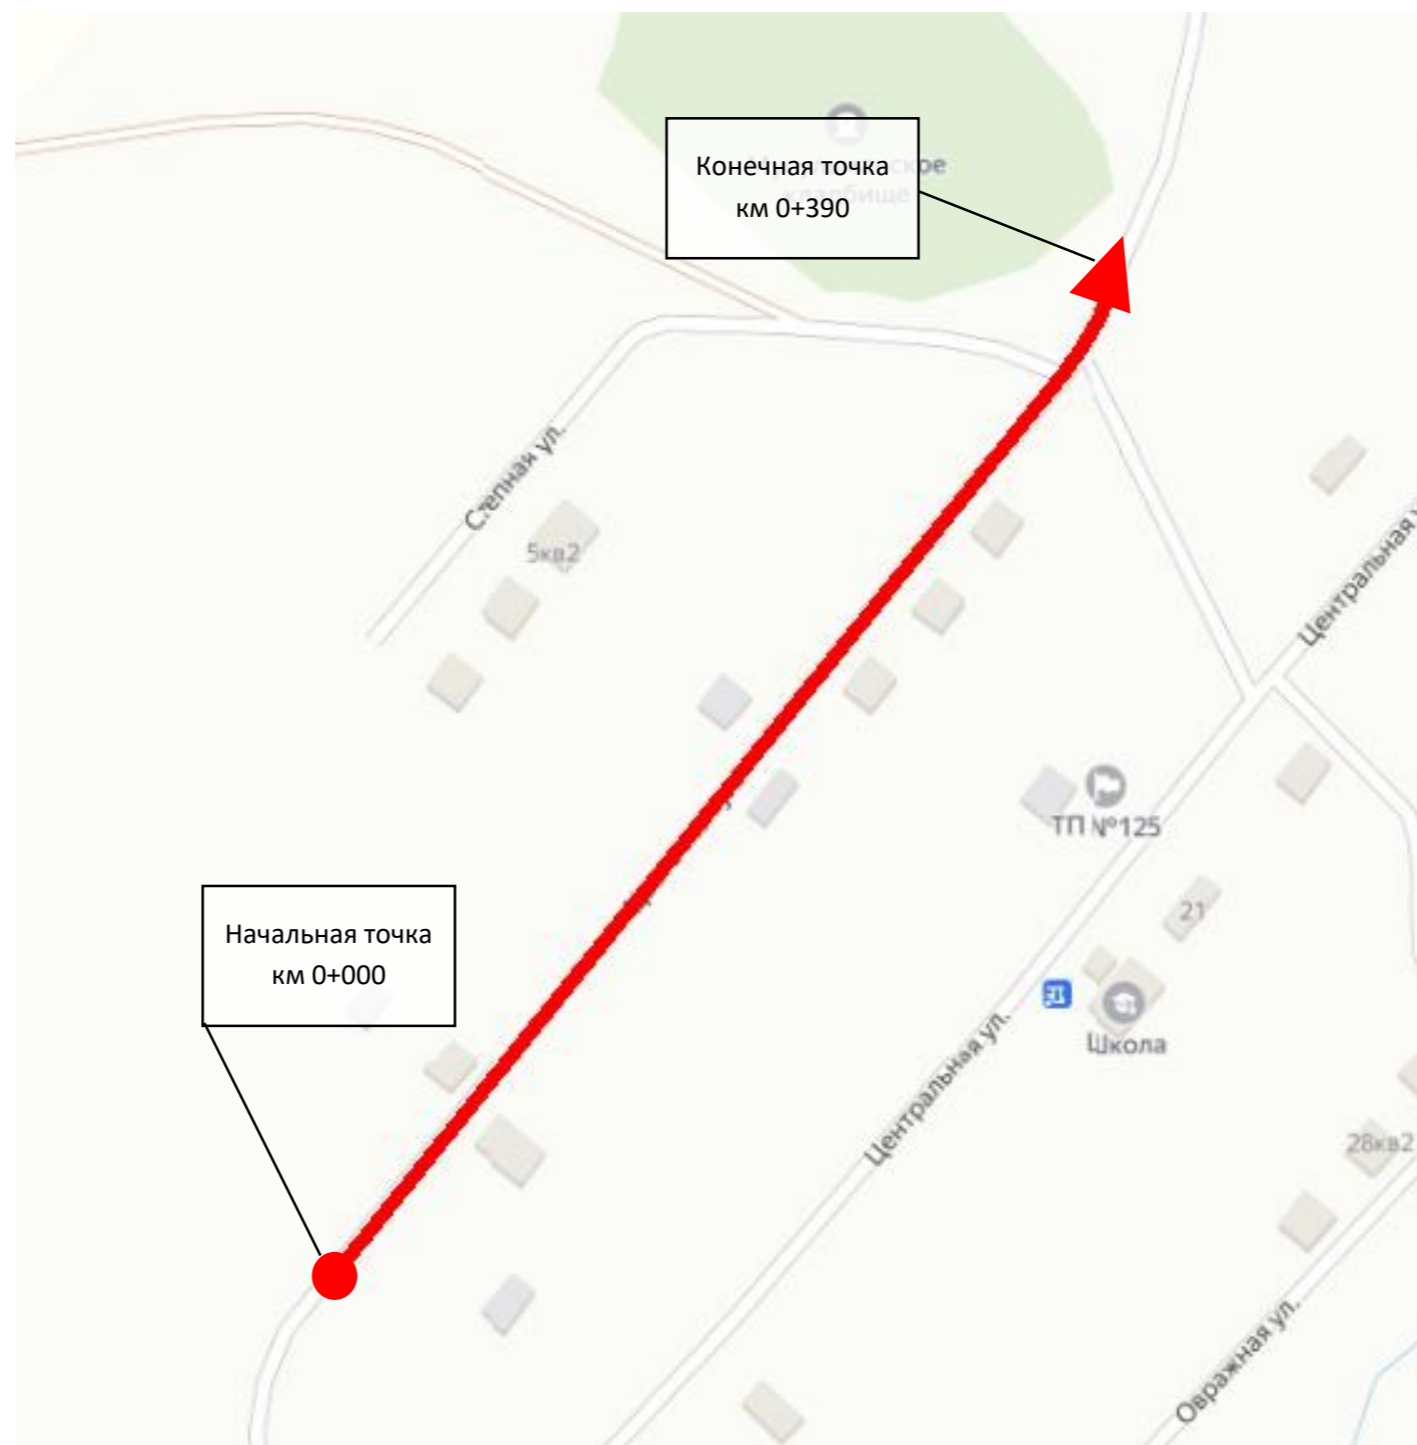 Конечная точка
км 0+390
кладбище
Степная ул.
5кв2
Центральная
ТП №125
21
Начальная точка
км 0+000
Школа
Центральная ул.
28кв2
Овражная ул.